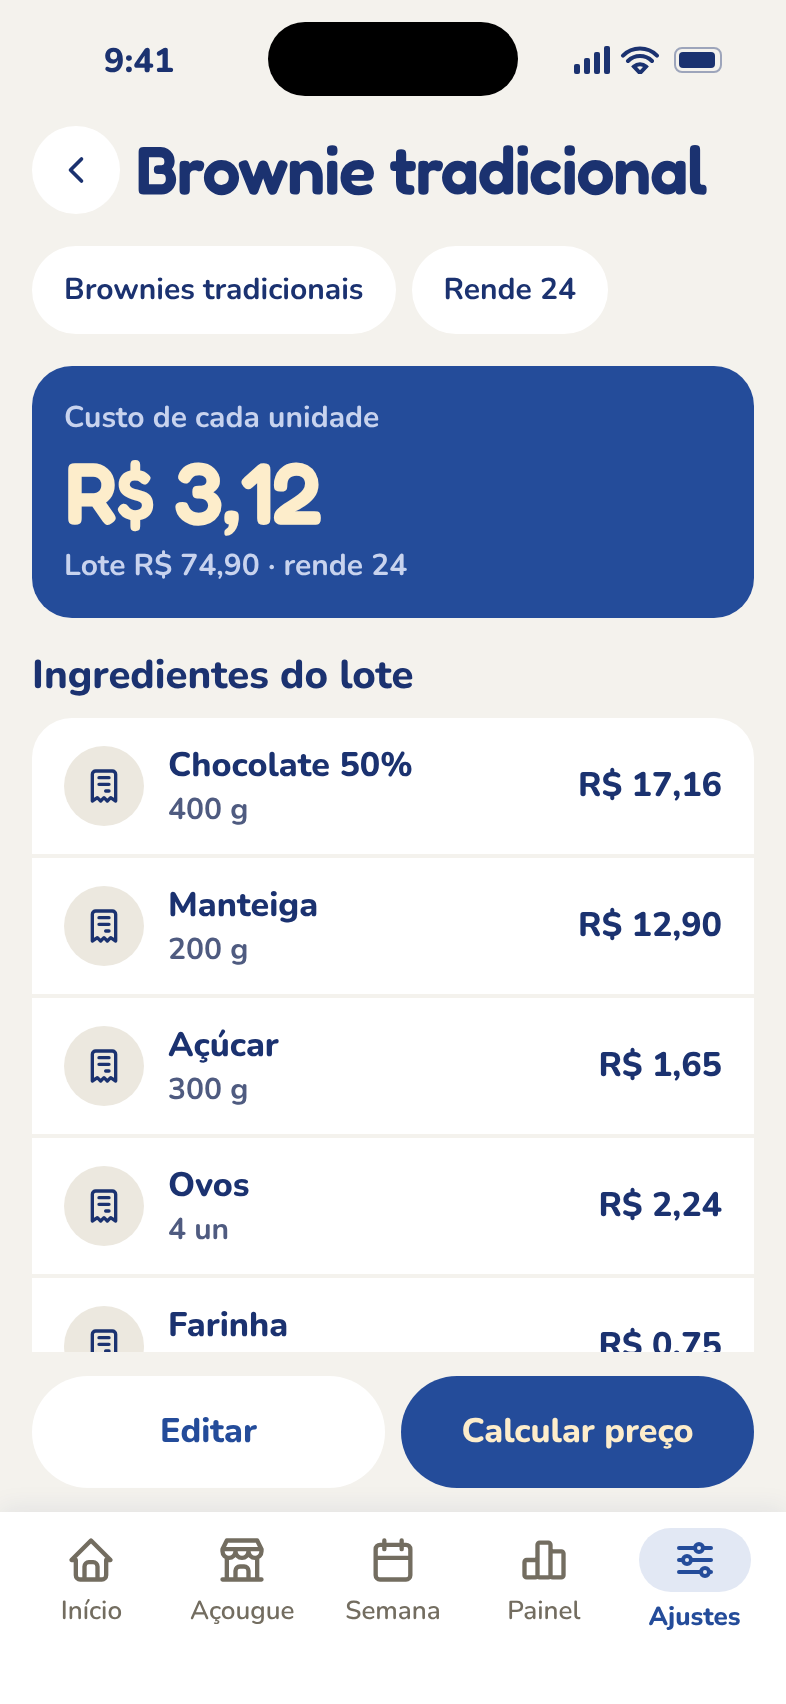 9:41
Brownie tradicional
Brownies tradicionais
Rende 24
Custo de cada unidade
R$ 3,12
Lote R$ 74,90 · rende 24
Ingredientes do lote
Chocolate 50%
400 g
R$ 17,16
Manteiga
200 g
R$ 12,90
Açúcar
300 g
R$ 1,65
Ovos
4 un
R$ 2,24
Farinha
R$ 0,75
Editar
Calcular preço
Início
Açougue
Semana
Painel
Ajustes